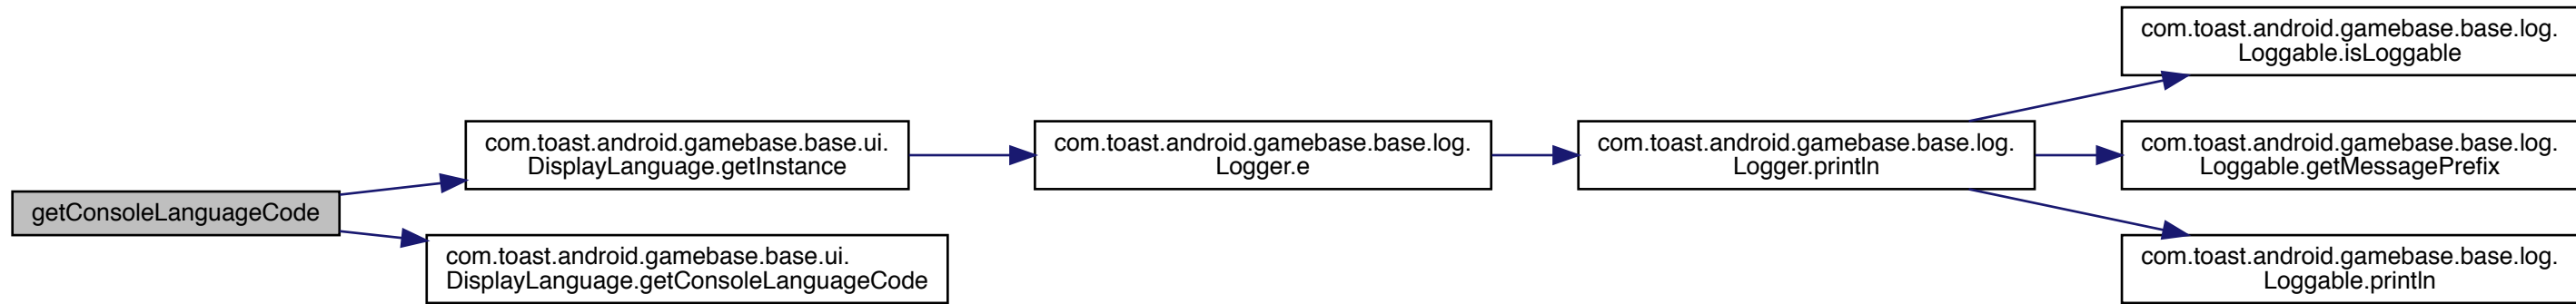 getConsoleLanguageCode
com.toast.android.gamebase.base.ui.
DisplayLanguage.getInstance
com.toast.android.gamebase.base.ui.
DisplayLanguage.getConsoleLanguageCode
com.toast.android.gamebase.base.log.
Logger.e
com.toast.android.gamebase.base.log.
Logger.println
com.toast.android.gamebase.base.log.
Loggable.isLoggable
com.toast.android.gamebase.base.log.
Loggable.getMessagePrefix
com.toast.android.gamebase.base.log.
Loggable.println